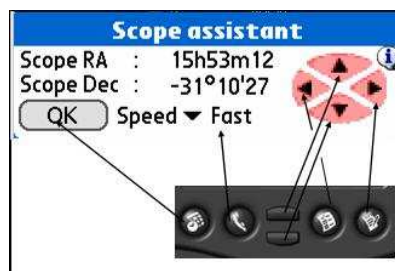 Scope assistant
Scope RA : 15h53m12
Scope Dec : -31°10'27
OK Speed Fast